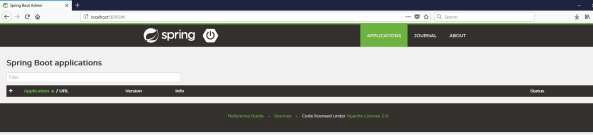 Spring Boot Admin
localhost:8080/#/
Search
spring
APPLICATIONS JOURNAL ABOUT
Spring Boot applications
Filter
Application ▲ / URL Version Info Status
Reference Guide - Sources - Code licensed under Apache License 2.0